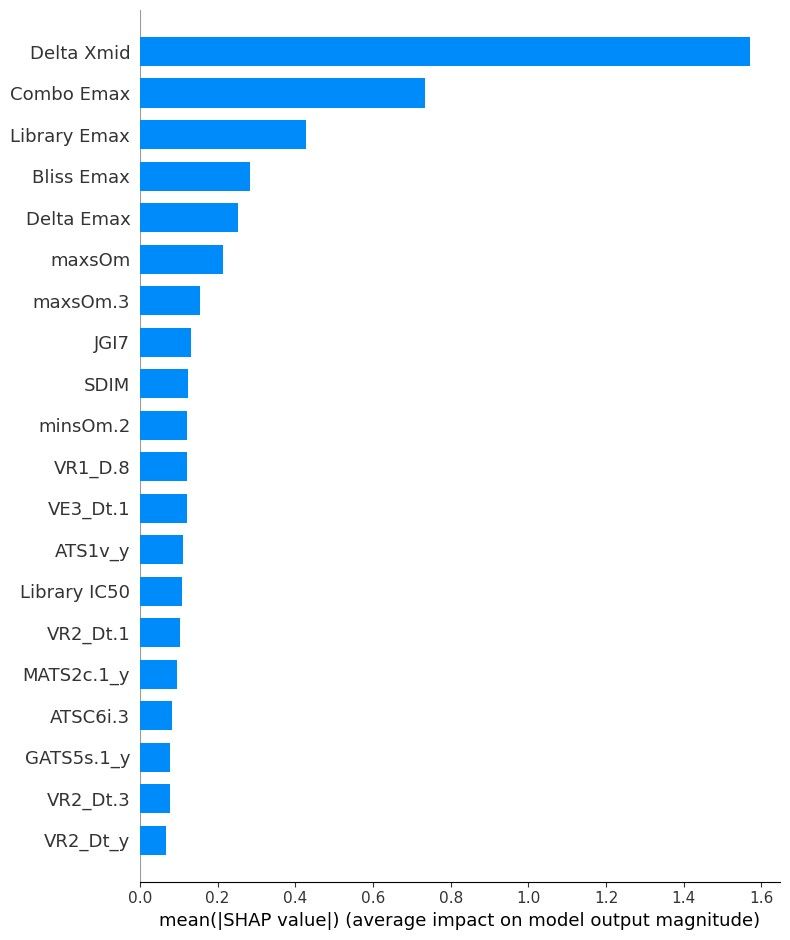 Delta Xmid
Combo Emax
Library Emax
Bliss Emax
Delta Emax
maxsOm
maxsOm.3
JGI7
SDIM
minsOm.2
VR1_D.8
VE3_Dt.1
ATS1v_y
Library IC50
VR2_Dt.1
MATS2c.1_y
ATSC6i.3
GATS5s.1_y
VR2_Dt.3
VR2_Dt_y
0.0 0.2 0.4 0.6 0.8 1.0 1.2 1.4 1.6
mean(|SHAP value|) (average impact on model output magnitude)